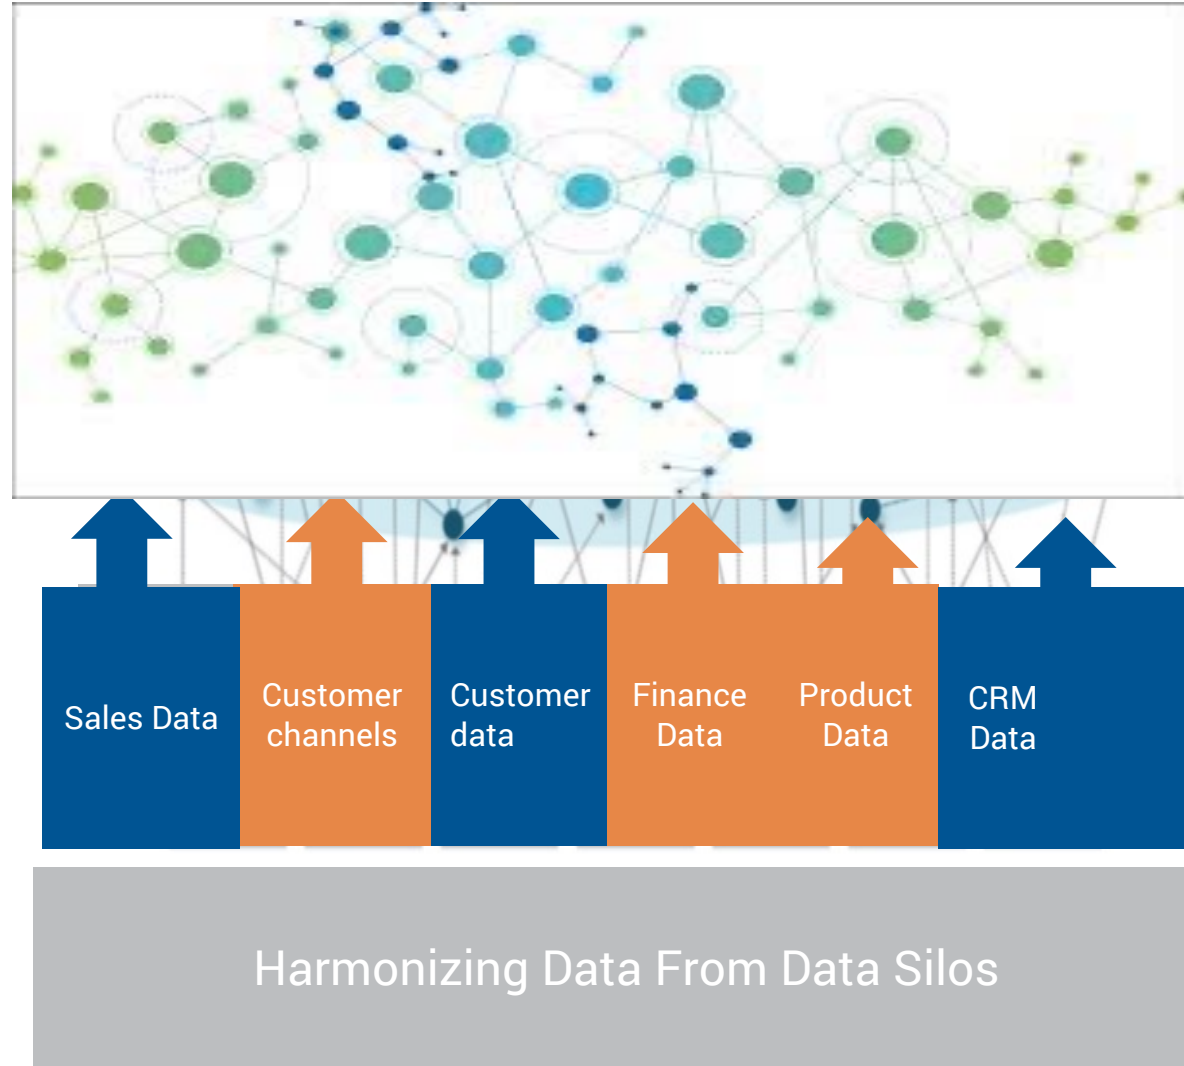 Sales Data
Customer
channels
Customer
data
Finance
Data
Product
Data
CRM
Data
Harmonizing Data From Data Silos